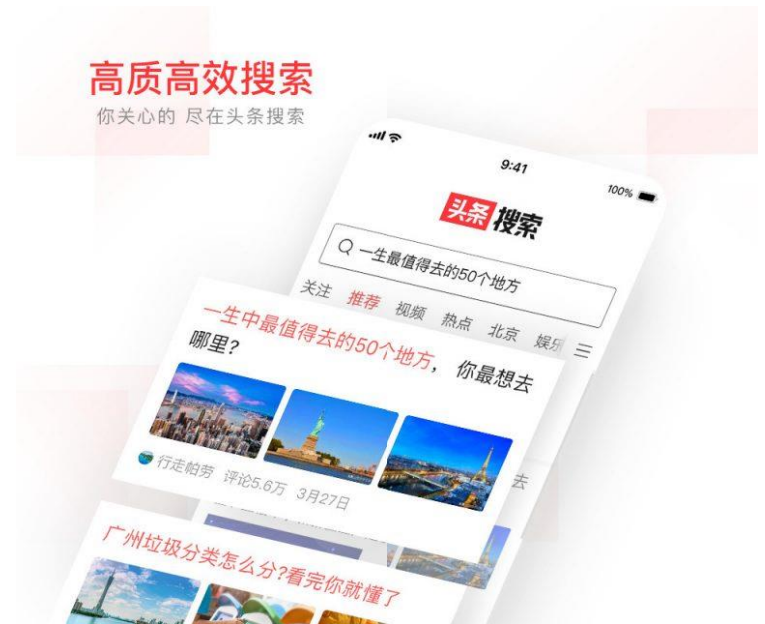 高质高效搜索
你关心的 尽在头条搜索
9:41
100%
头条搜索
一生最值得去的50个地方
关注 推荐 视频 热点 北京 娱乐
一生中最值得去的50个地方, 你最想去
哪里?
行走帕劳 评论5.6万 3月27日
去
广州垃圾分类怎么分?看完你就懂了